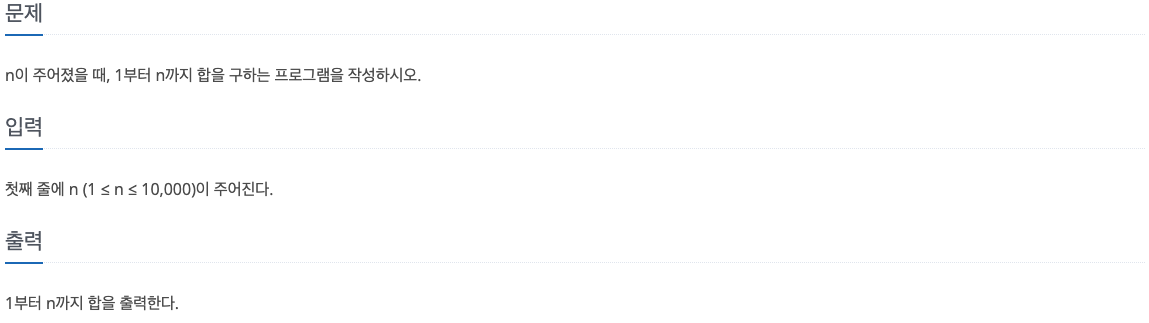 문제
n이 주어졌을 때, 1부터 n까지 합을 구하는 프로그램을 작성하시오.
입력
첫째 줄에 n (1 ≤ n ≤ 10,000)이 주어진다.
출력
1부터 n까지 합을 출력한다.